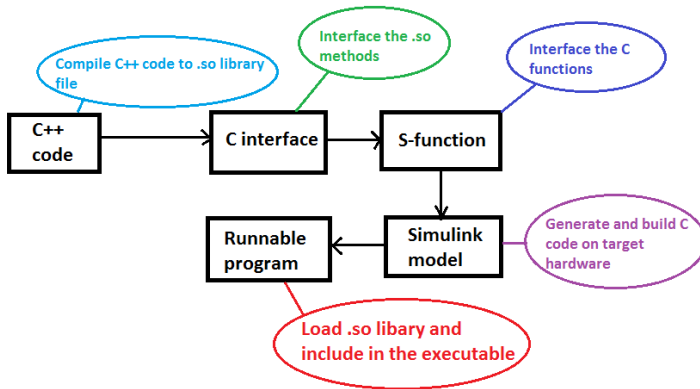 Compile C++ code to .so library
file
Interface the .so
methods
Interface the C
functions
C++
code
C interface
S-function
Runnable
program
Simulink
model
Generate and build C
code on target
hardware
Load .so libary and
include in the executable